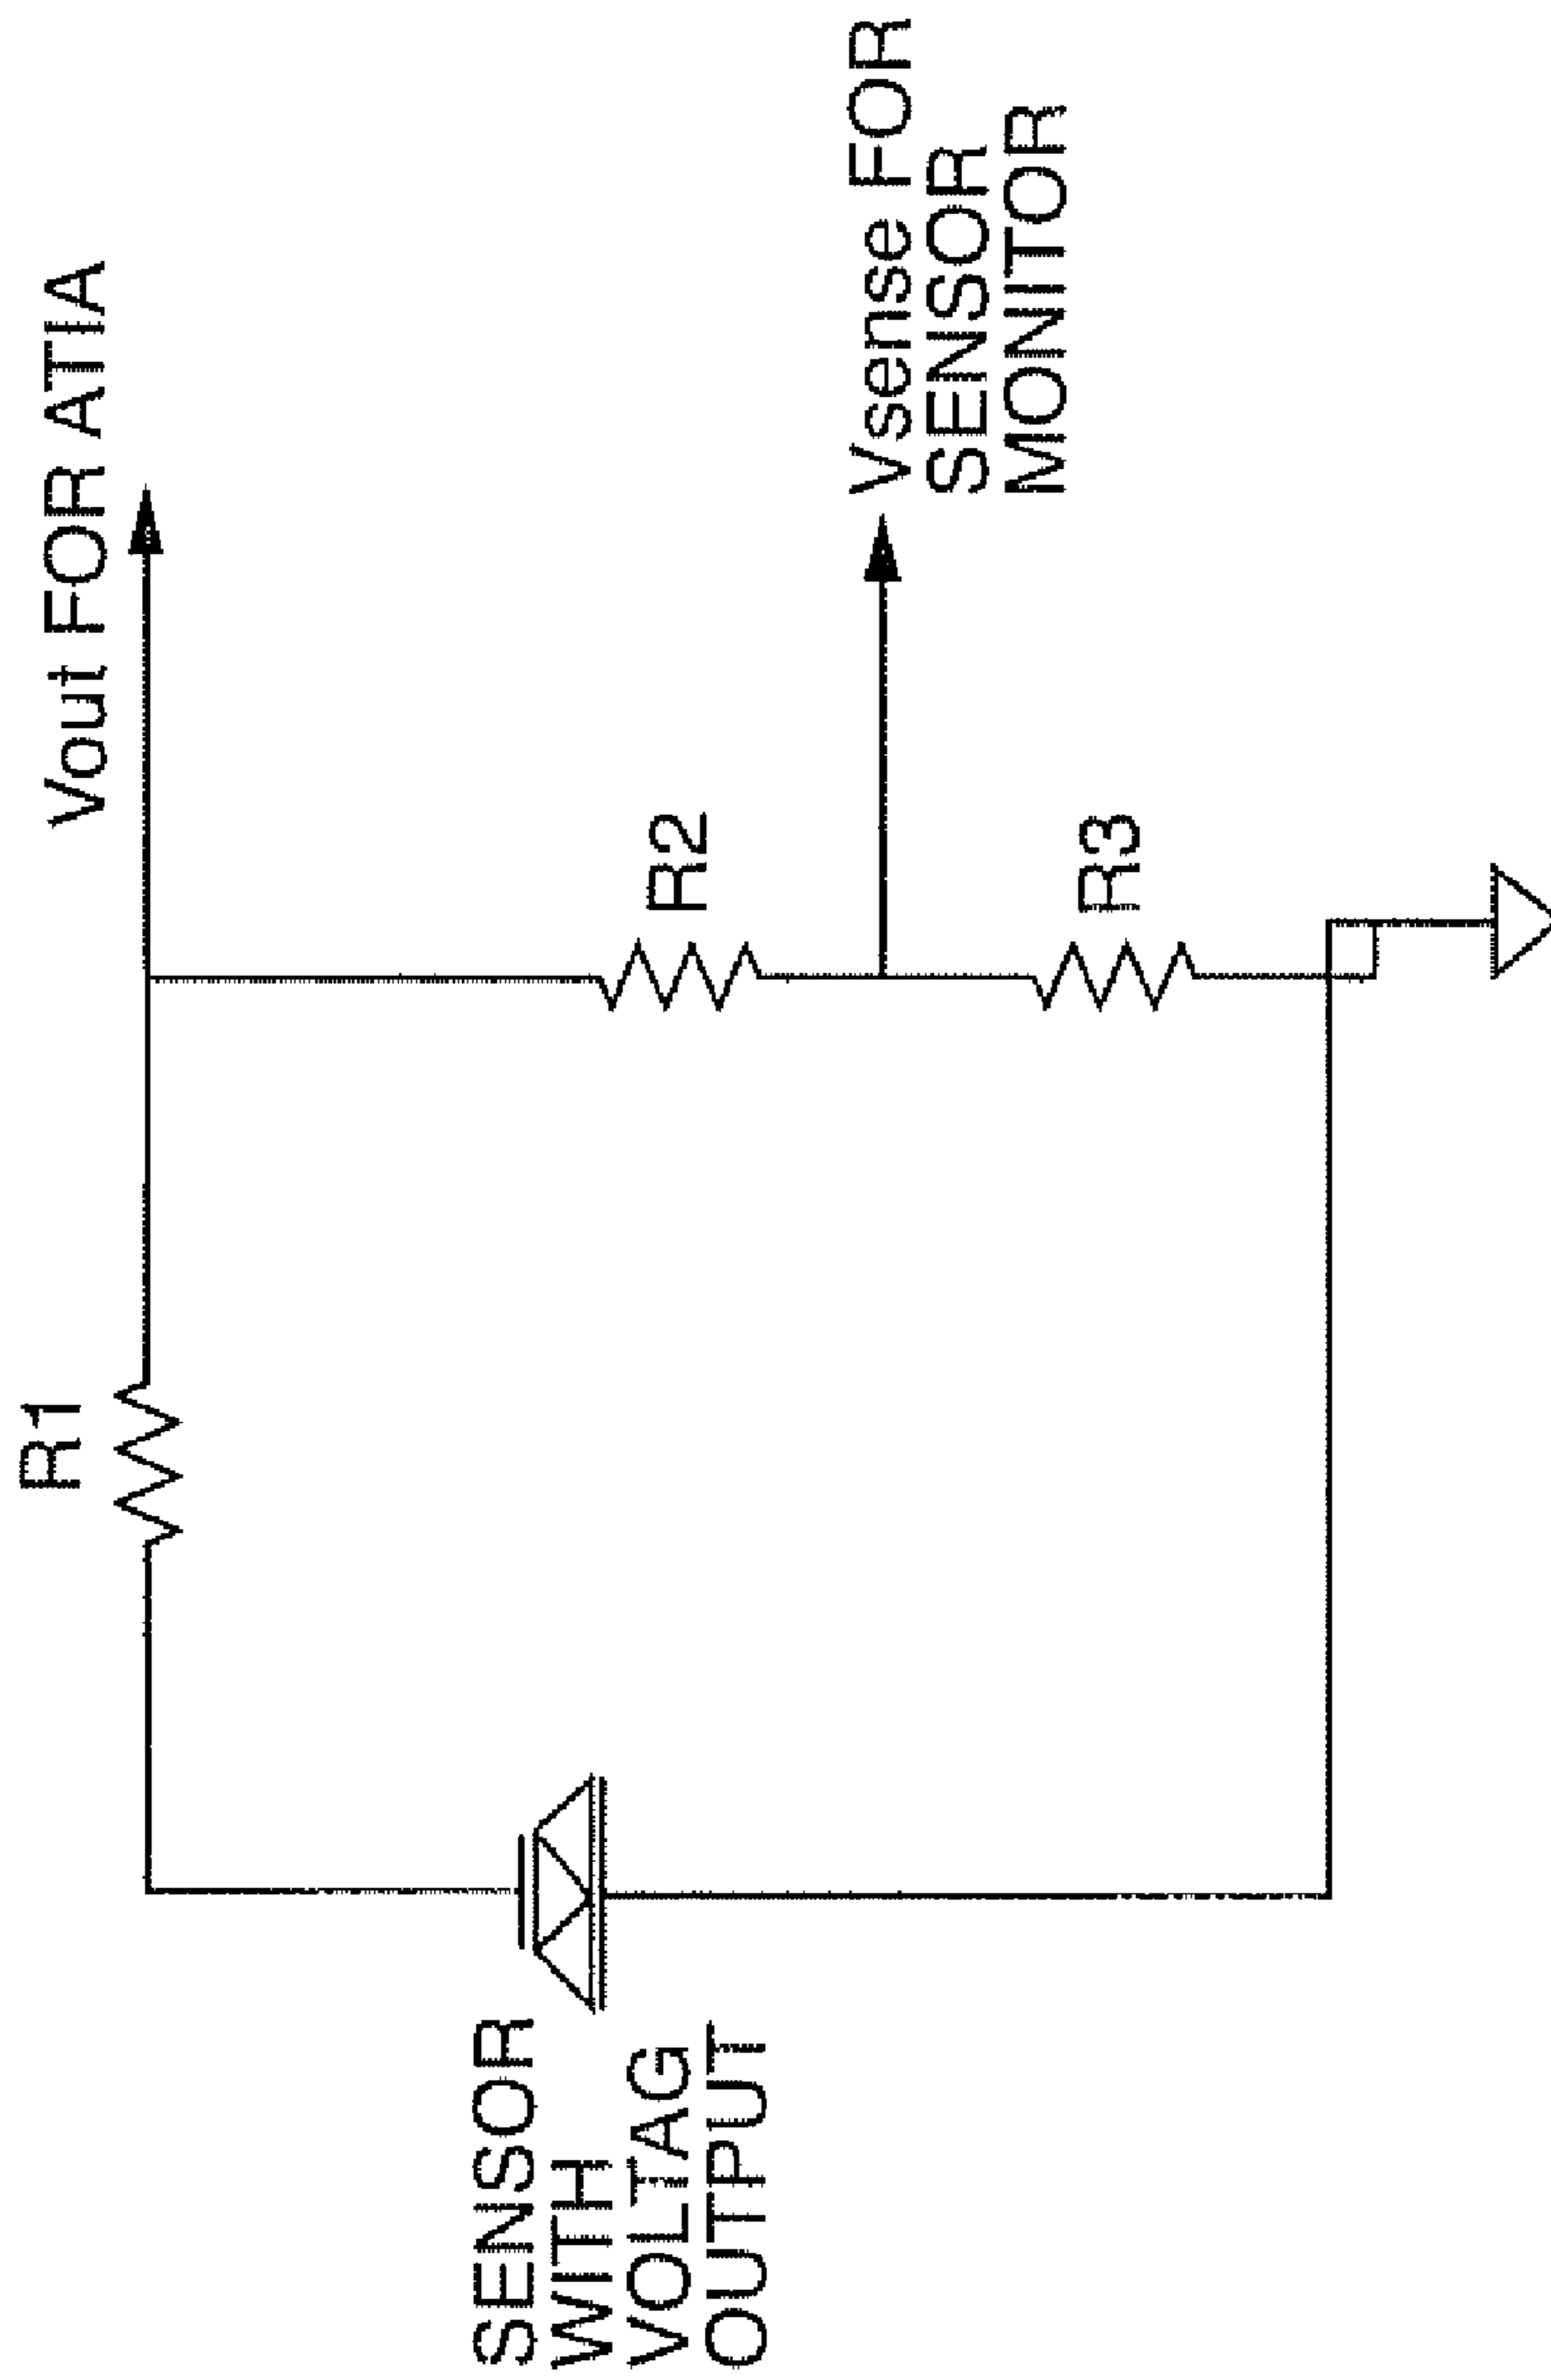 Vout FOR ATIA
R1
R2
Vsense FOR
SENSOR
MONITOR
R3
SENSOR
WITH
VOLTAG
OUTPUT